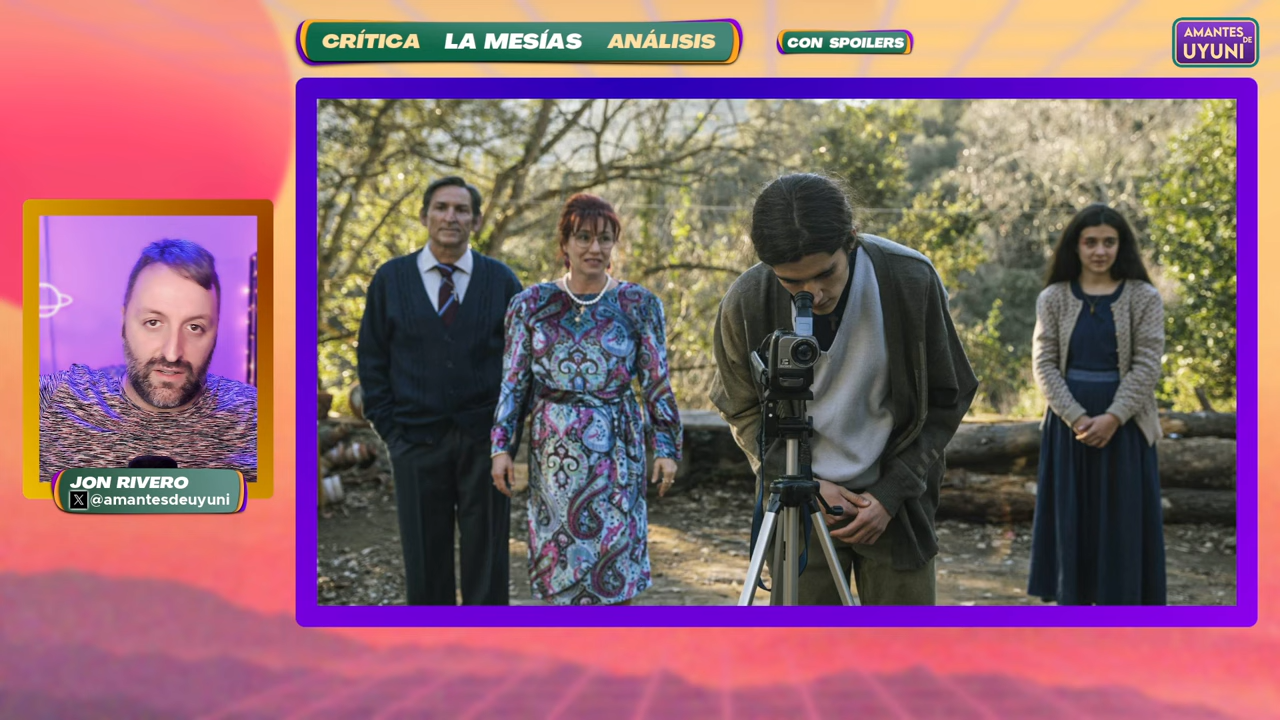 CRÍTICA LA MESÍAS ANÁLISIS
CON SPOILERS
AMANTES
DE
UYUNI
JON RIVERO
@amantesdeuyuni